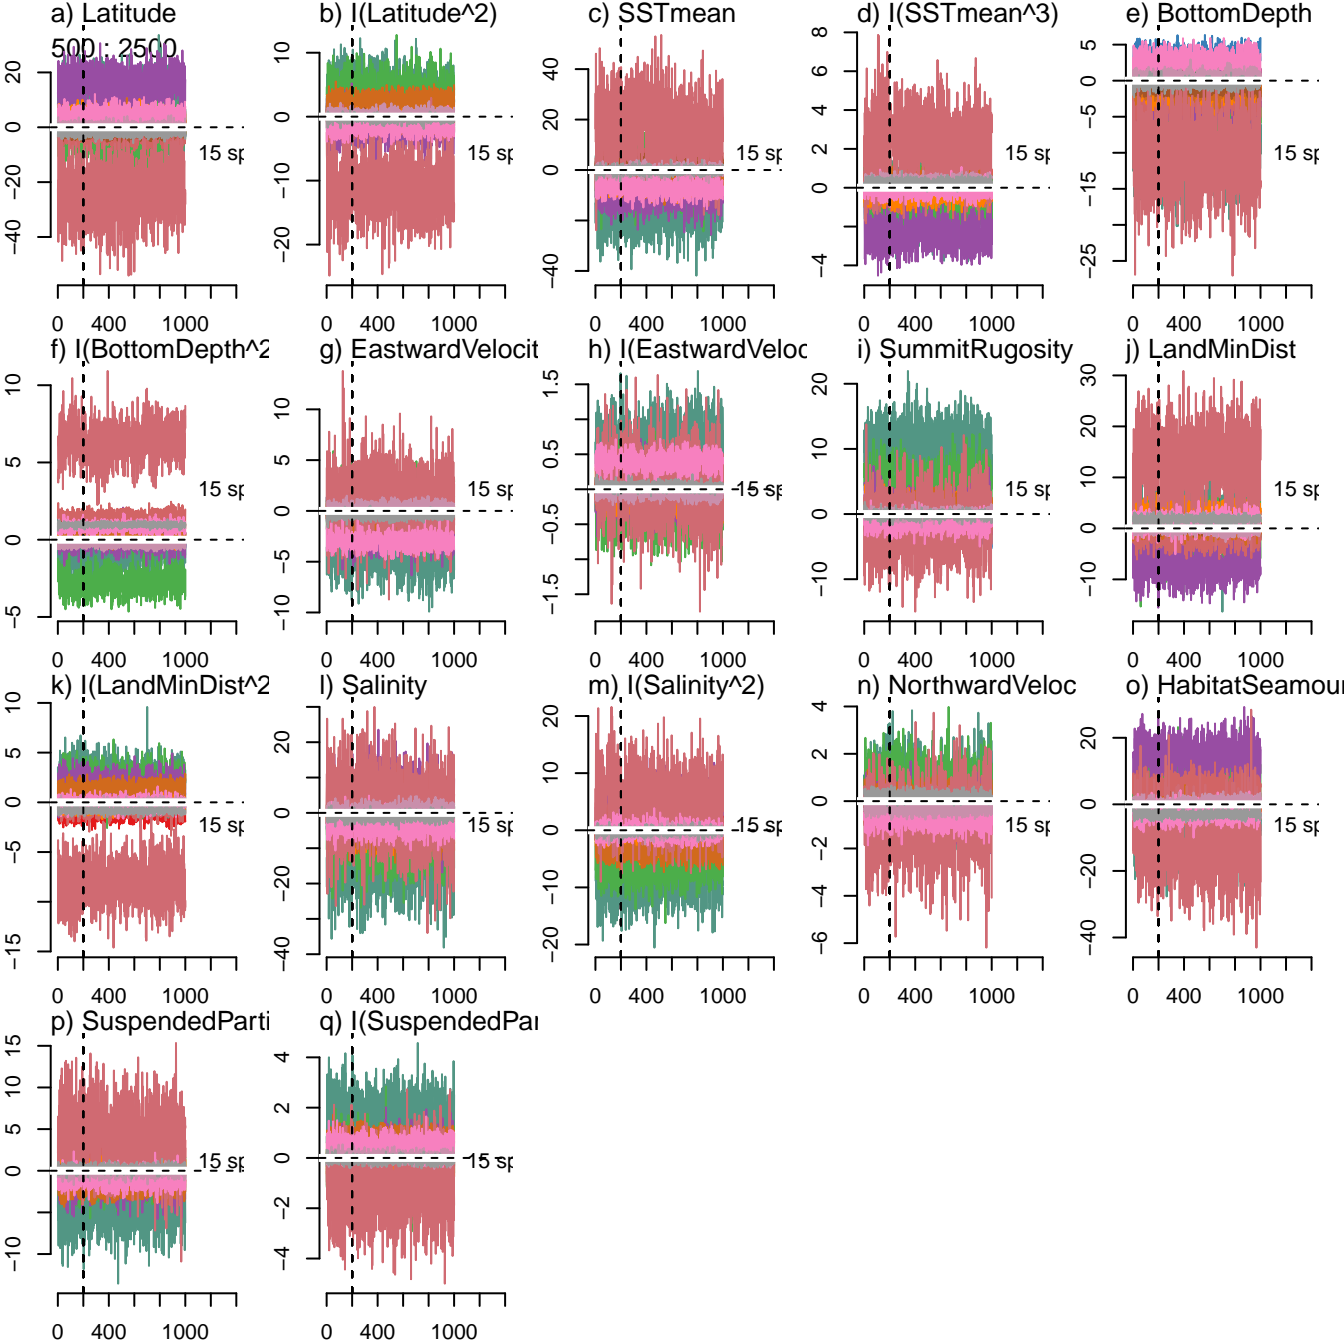 a) Latitude
500 : 2500
20
0
−20
−40
0 400 1000
15 sp
b) I(Latitude^2)
10
0
−10
−20
0 400 1000
15 sp
c) SSTmean
40
20
0
−40
0 400 1000
15 sp
d) I(SSTmean^3)
8
6
4
2
0
−4
0 400 1000
15 sp
e) BottomDepth
5
0
−5
−15
−25
0 400 1000
15 sp
f) I(BottomDepth^2
10
5
0
−5
0 400 1000
15 sp
g) EastwardVelocit
10
5
0
−5
−10
0 400 1000
15 sp
h) I(EastwardVeloc
1.5
0.5
−0.5
−1.5
0 400 1000
15 sp
i) SummitRugosity
20
10
0
−10
0 400 1000
15 sp
j) LandMinDist
30
20
10
0
−10
0 400 1000
15 sp
k) I(LandMinDist^2
10
5
0
−5
−15
0 400 1000
15 sp
l) Salinity
20
0
−20
−40
0 400 1000
15 sp
m) I(Salinity^2)
20
10
0
−10
−20
0 400 1000
15 sp
n) NorthwardVeloc
4
2
0
−2
−4
−6
0 400 1000
15 sp
o) HabitatSeamour
20
0
−20
−40
0 400 1000
15 sp
p) SuspendedParti
15
10
5
0
−10
0 400 1000
15 sp
q) I(SuspendedPar
4
2
0
−2
−4
0 400 1000
15 sp